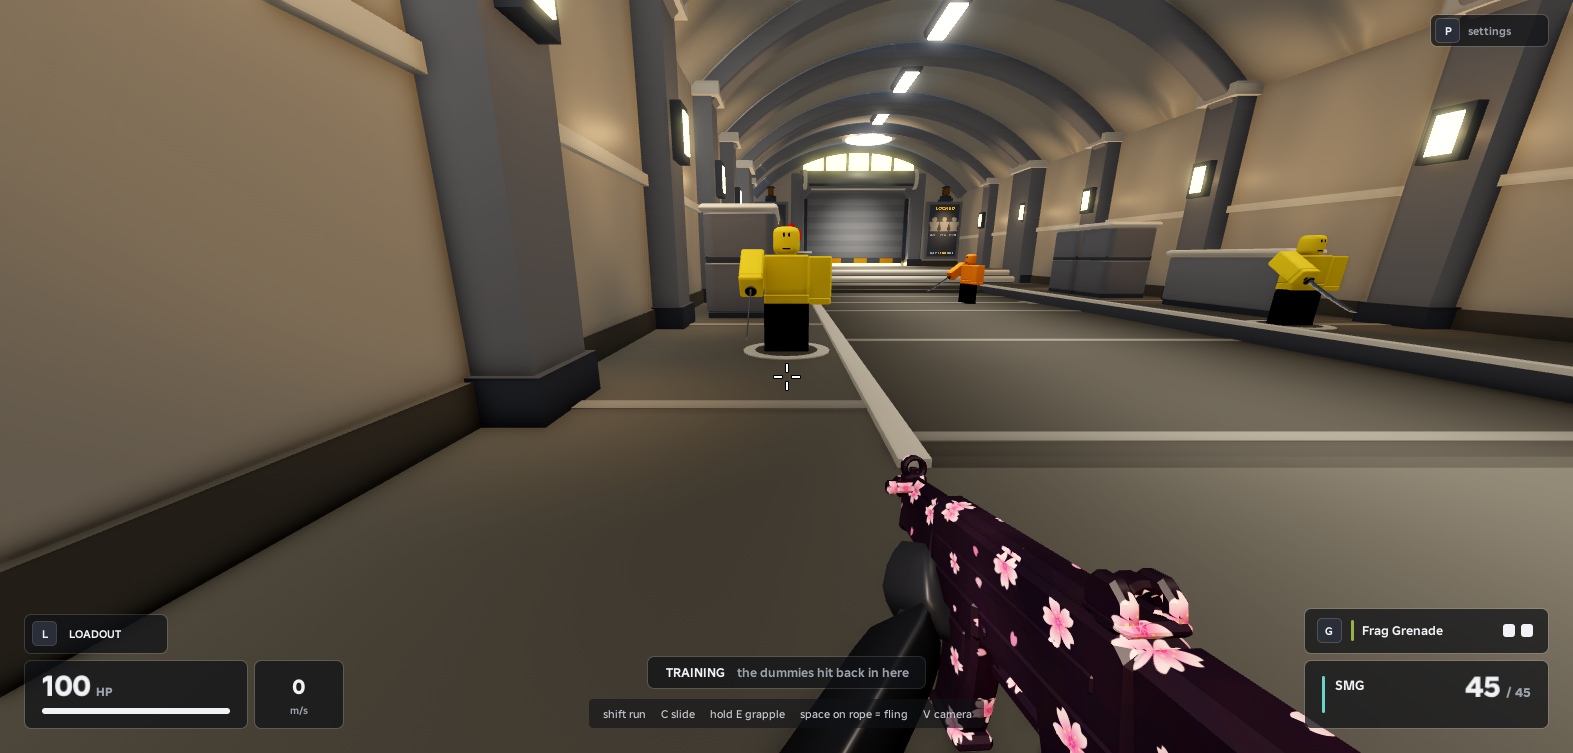 P settings
LOCKED
L LOADOUT
100 HP
0
m/s
TRAINING the dummies hit back in here
shift run C slide hold E grapple space on rope = fling V camera
G Frag Grenade
SMG 45 / 45